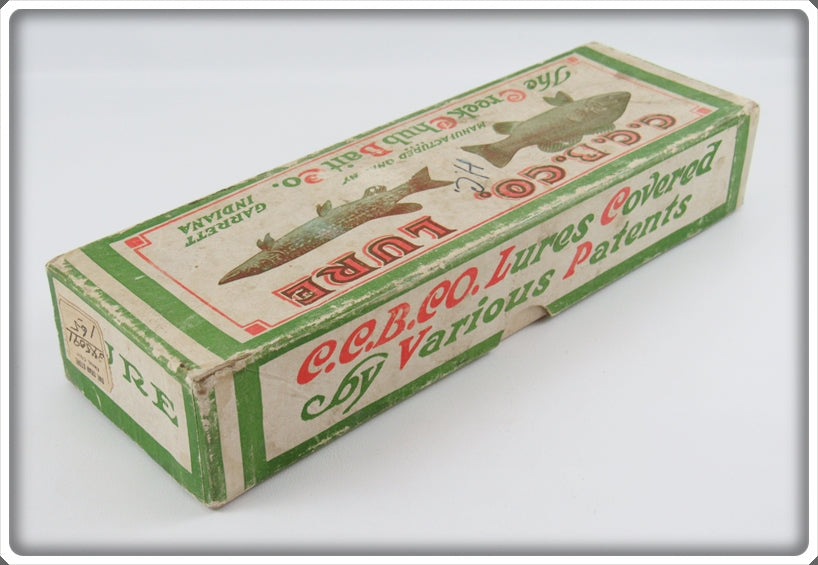 C.C.B.CO. LURE
MANUFACTURED ONLY BY
The Creek Chub Bait Co.
GARRETT
INDIANA
C.C.B.CO. Lures Covered
by Various Patents
URE
165